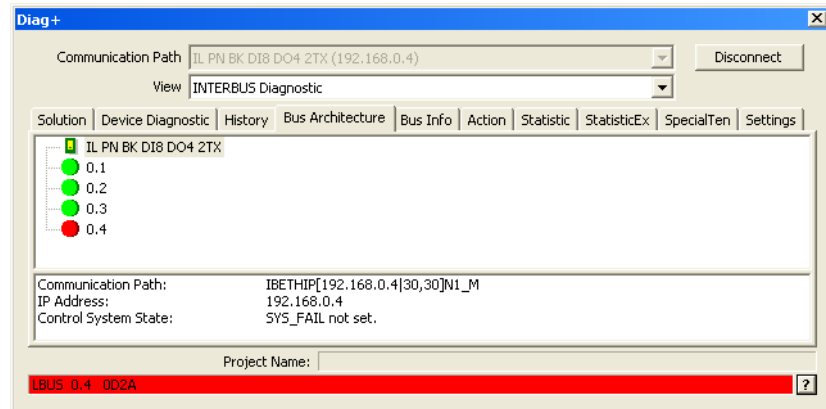 Diag+
Communication Path IL PN BK DI8 DO4 2TX (192.168.0.4) Disconnect
View INTERBUS Diagnostic
Solution Device Diagnostic History Bus Architecture Bus Info Action Statistic StatisticEx SpecialTen Settings
IL PN BK DI8 DO4 2TX
0.1
0.2
0.3
0.4
Communication Path: IBETHIP[192.168.0.4|30,30]N1_M
IP Address: 192.168.0.4
Control System State: SYS_FAIL not set.
Project Name:
LBUS 0.4 0D2A ?